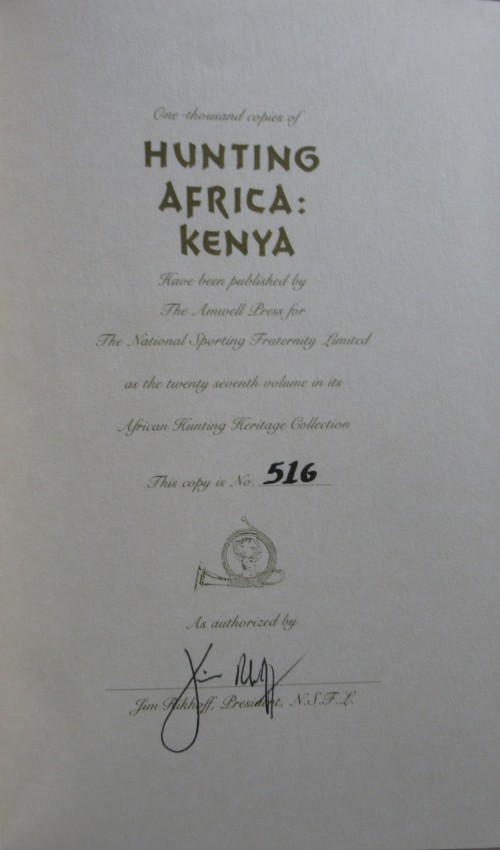 One thousand copies of
HUNTING
AFRICA:
KENYA
Have been published by
The Amwell Press for
The National Sporting Fraternity Limited
as the twenty seventh volume in its
African Hunting Heritage Collection
This copy is No. 516
As authorized by
Jim Rikhoff
Jim Rikhoff, President, N.S.F.L.